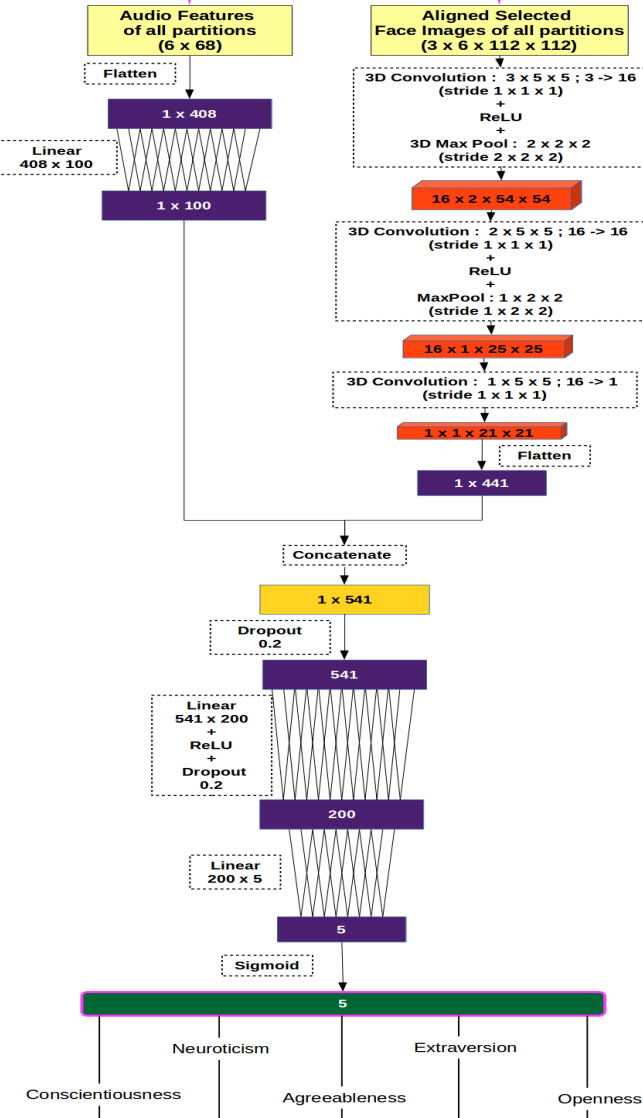 Audio Features
of all partitions
(6 x 68)
Flatten
1 x 408
Linear
408 x 100
1 x 100
Aligned Selected
Face Images of all partitions
(3 x 6 x 112 x 112)
3D Convolution : 3 x 5 x 5 ; 3 -> 16
(stride 1 x 1 x 1)
+
ReLU
+
3D Max Pool : 2 x 2 x 2
(stride 2 x 2 x 2)
16 x 2 x 54 x 54
3D Convolution : 2 x 5 x 5 ; 16 -> 16
(stride 1 x 1 x 1)
+
ReLU
+
MaxPool : 1 x 2 x 2
(stride 1 x 2 x 2)
16 x 1 x 25 x 25
3D Convolution : 1 x 5 x 5 ; 16 -> 1
(stride 1 x 1 x 1)
1 x 1 x 21 x 21
Flatten
1 x 441
Concatenate
1 x 541
Dropout
0.2
541
Linear
541 x 200
+
ReLU
+
Dropout
0.2
200
Linear
200 x 5
5
Sigmoid
5
Neuroticism
Extraversion
Conscientiousness
Agreeableness
Openness